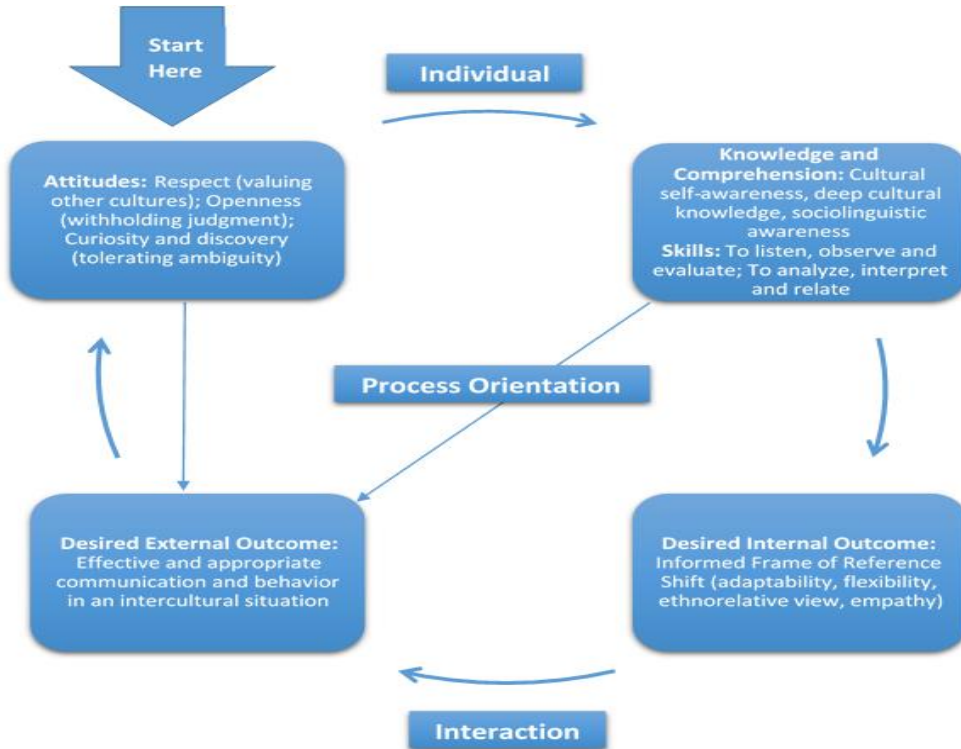 Start
Here
Individual
Attitudes: Respect (valuing
other cultures); Openness
(withholding judgment);
Curiosity and discovery
(tolerating ambiguity)
Knowledge and
Comprehension: Cultural
self-awareness, deep cultural
knowledge, sociolinguistic
awareness
Skills: To listen, observe and
evaluate; To analyze, interpret
and relate
Process Orientation
Desired External Outcome:
Effective and appropriate
communication and behavior
in an intercultural situation
Desired Internal Outcome:
Informed Frame of Reference
Shift (adaptability, flexibility,
ethnorelative view, empathy)
Interaction